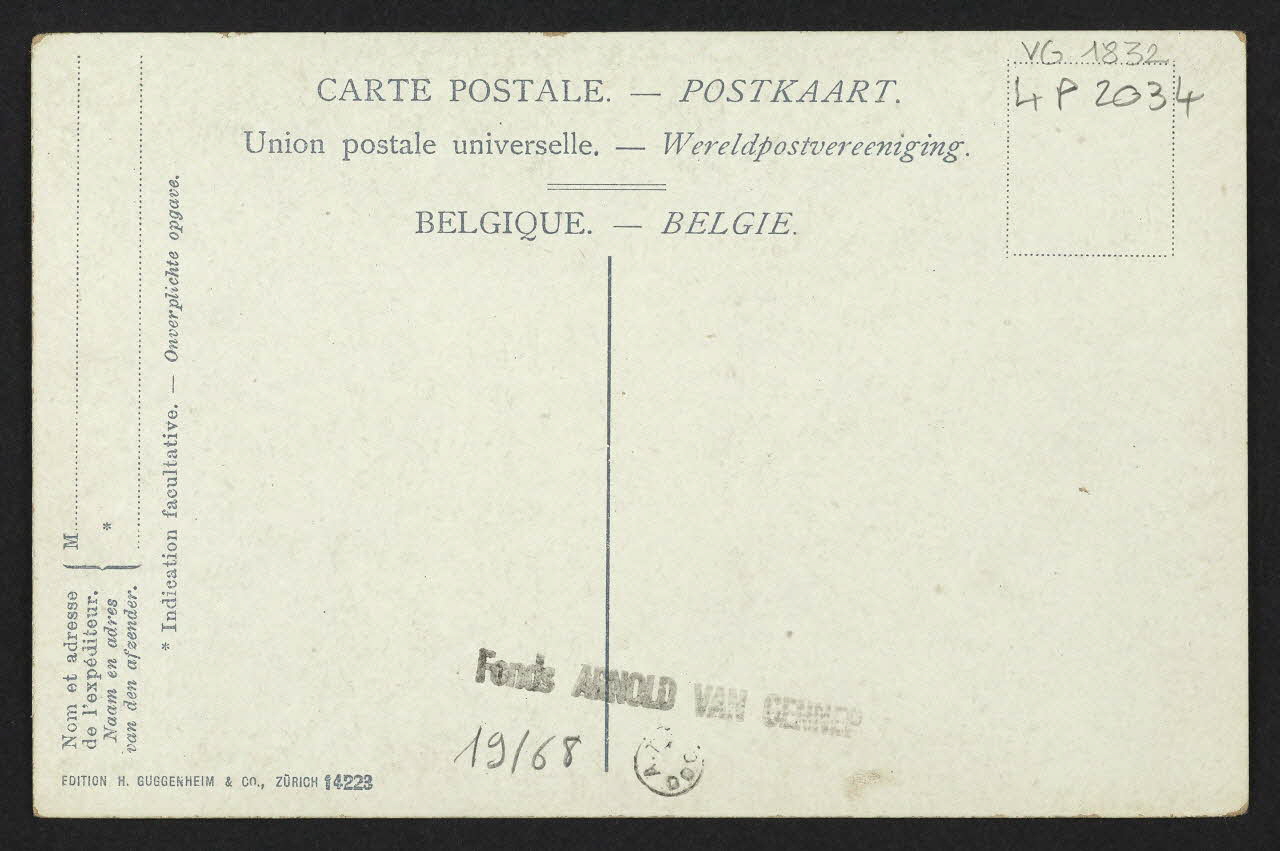 VG 1832
4 P 2034
CARTE POSTALE. — POSTKAART.
Union postale universelle. — Wereldpostvereeniging.
BELGIQUE. — BELGIE.
M
*
Nom et adresse
de l'expéditeur.
Naam en adres
van den afzender.
* Indication facultative. — Onverplichte opgave.
Fonds ARNOLD VAN GENNEP
19/68
DOC.
EDITION H. GUGGENHEIM & CO., ZÜRICH 14223